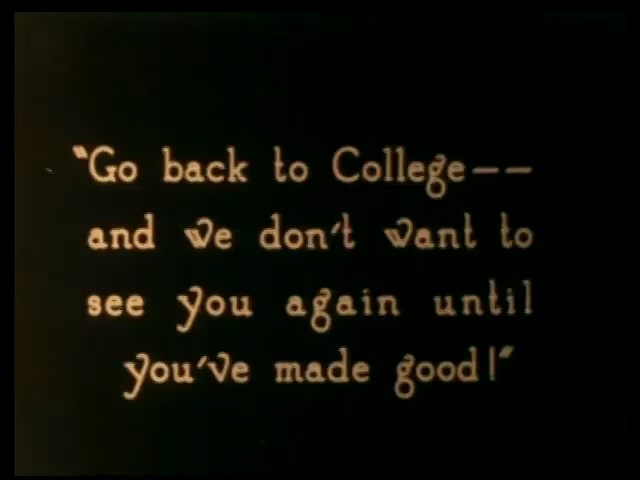 "Go back to College--
and we don't want to
see you again until
you've made good!"